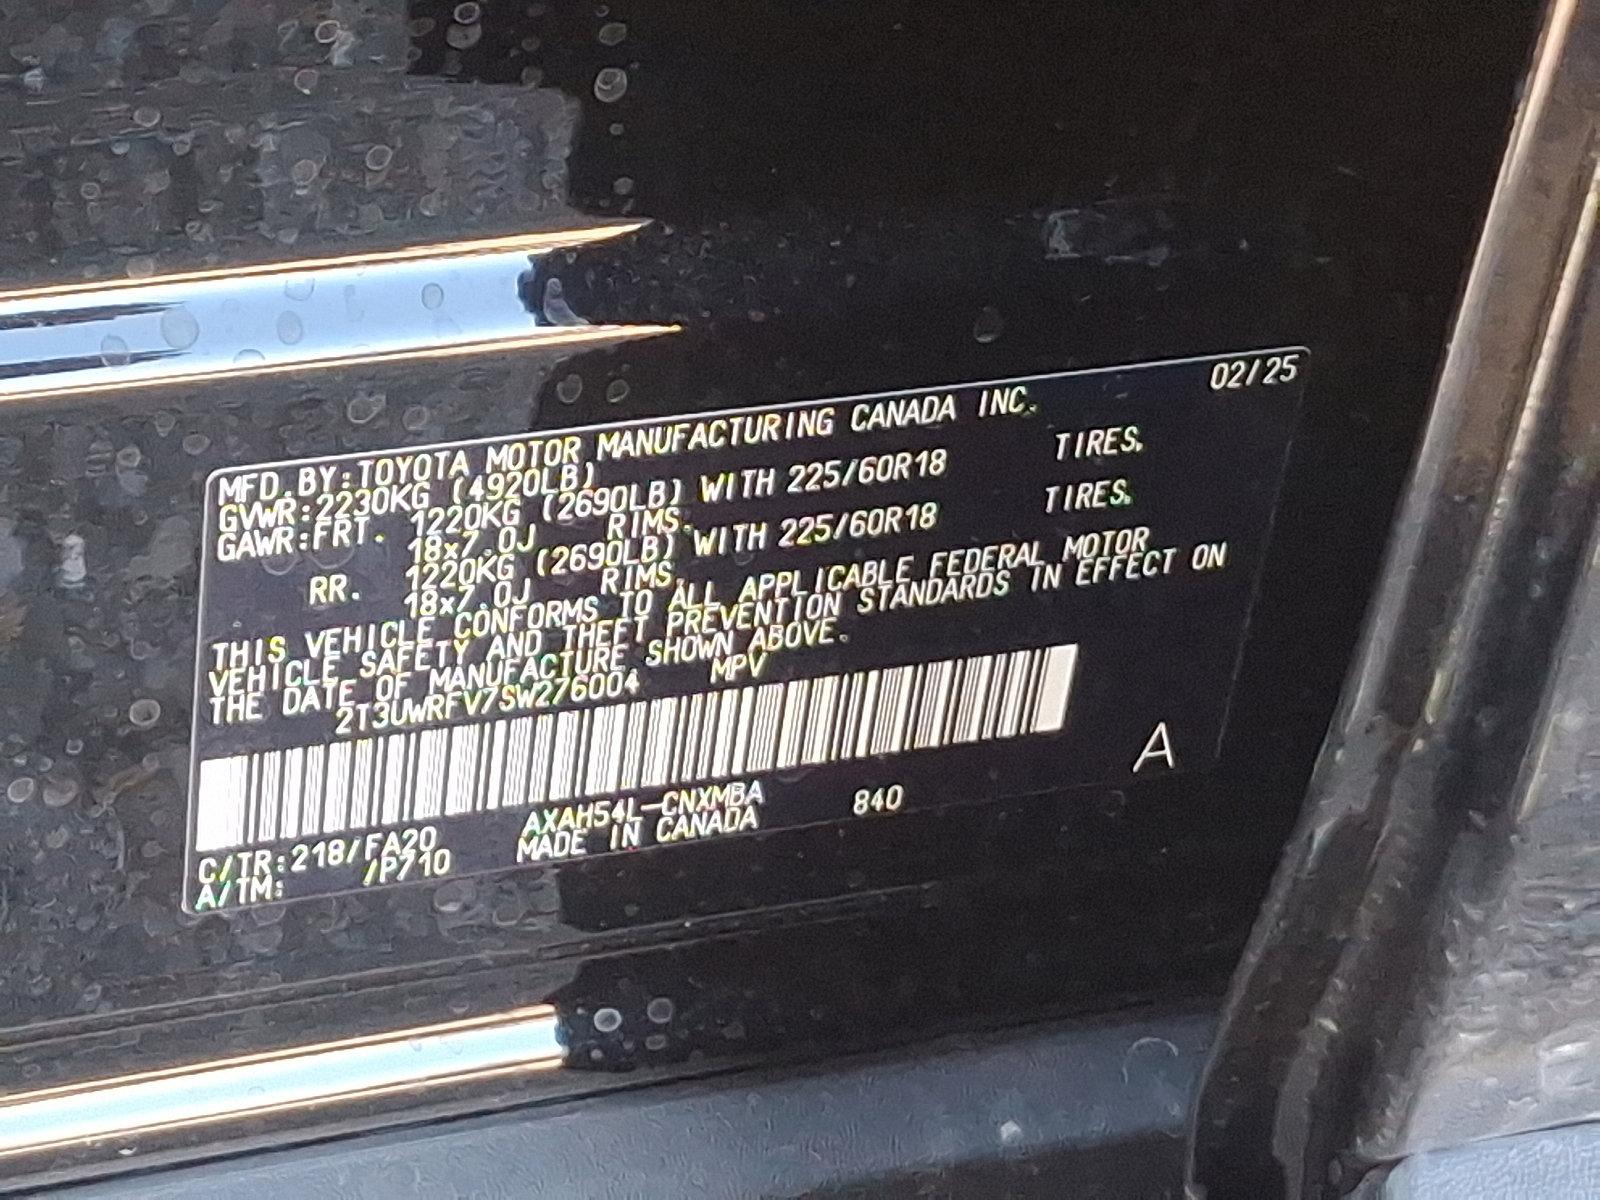 02/25
MFD. BY: TOYOTA MOTOR MANUFACTURING CANADA INC.
GVWR: 2230KG (4920LB)
GAWR: FRT. 1220KG (2690LB) WITH 225/60R18 TIRES,
18x7.0J RIMS.
RR. 1220KG (2690LB) WITH 225/60R18 TIRES,
18x7.0J RIMS.
THIS VEHICLE CONFORMS TO ALL APPLICABLE FEDERAL MOTOR
VEHICLE SAFETY AND THEFT PREVENTION STANDARDS IN EFFECT ON
THE DATE OF MANUFACTURE SHOWN ABOVE.
2T3UWRFV7SW276004 MPV
A
AXAH54L-CNXMBA 840
C/TR: 218/FA20 MADE IN CANADA
A/TM: /P710